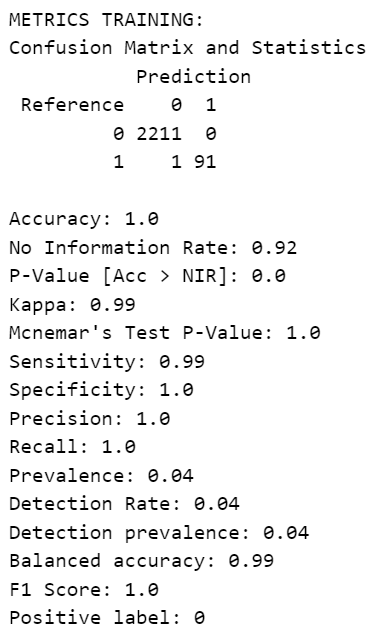 METRICS TRAINING:
Confusion Matrix and Statistics
Prediction
Reference 0 1
0 2211 0
1 1 91
Accuracy: 1.0
No Information Rate: 0.92
P-Value [Acc > NIR]: 0.0
Kappa: 0.99
Mcnemar's Test P-Value: 1.0
Sensitivity: 0.99
Specificity: 1.0
Precision: 1.0
Recall: 1.0
Prevalence: 0.04
Detection Rate: 0.04
Detection prevalence: 0.04
Balanced accuracy: 0.99
F1 Score: 1.0
Positive label: 0